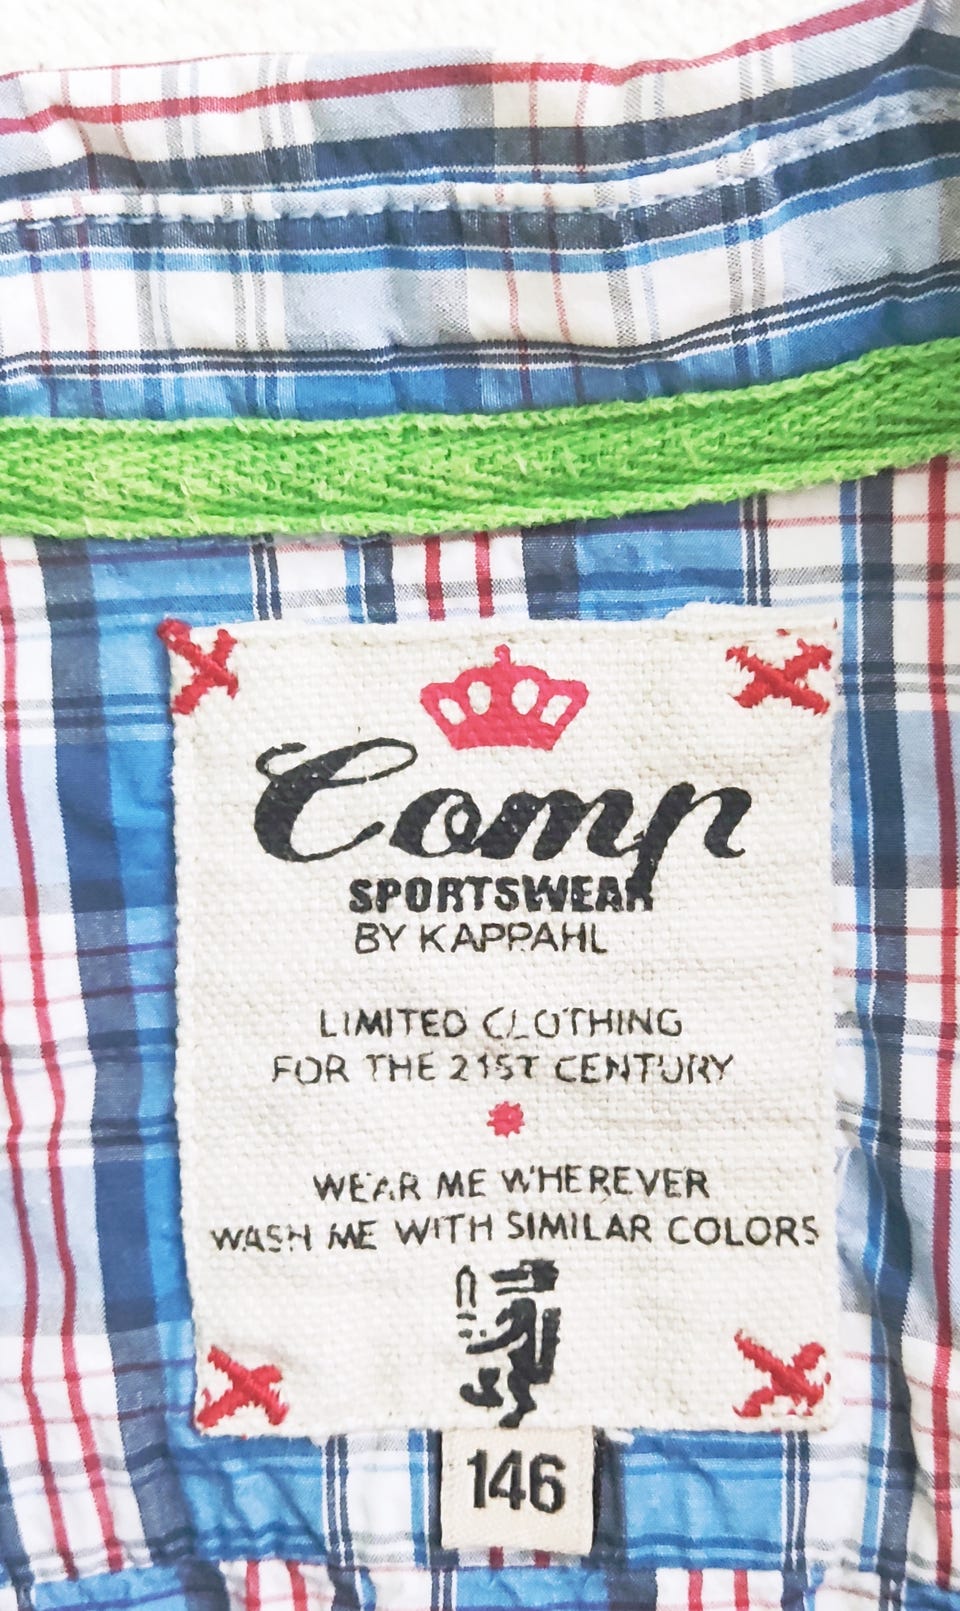 Comp
SPORTSWEAR
BY KAPPAHL
LIMITED CLOTHING
FOR THE 21ST CENTURY
WEAR ME WHEREVER
WASH ME WITH SIMILAR COLORS
146